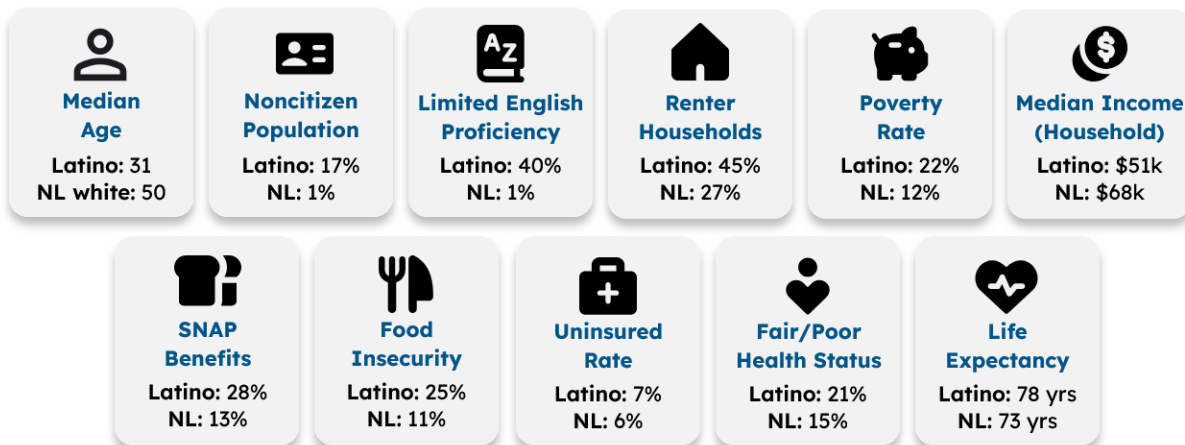 AZ
Median
Age
Latino: 31
NL white: 50
Noncitizen
Population
Latino: 17%
NL: 1%
Limited English
Proficiency
Latino: 40%
NL: 1%
Renter
Households
Latino: 45%
NL: 27%
Poverty
Rate
Latino: 22%
NL: 12%
$
Median Income
(Household)
Latino: $51k
NL: $68k
SNAP
Benefits
Latino: 28%
NL: 13%
Food
Insecurity
Latino: 25%
NL: 11%
Uninsured
Rate
Latino: 7%
NL: 6%
Fair/Poor
Health Status
Latino: 21%
NL: 15%
Life
Expectancy
Latino: 78 yrs
NL: 73 yrs